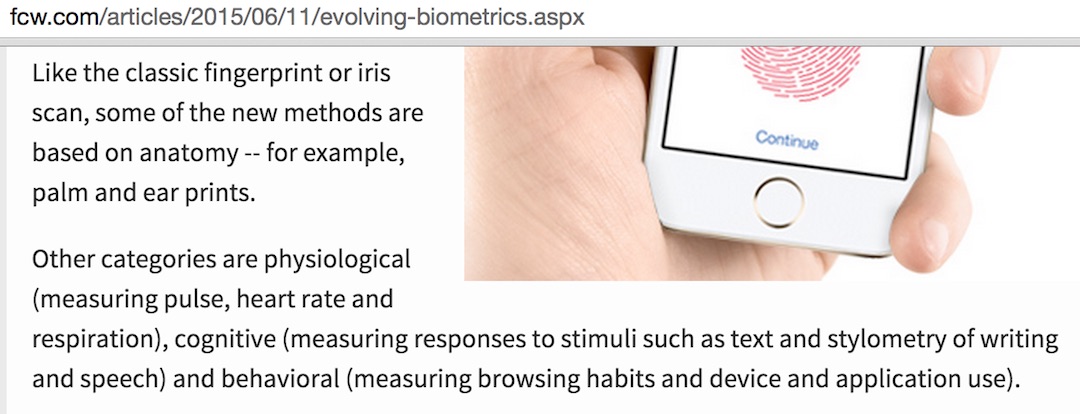 fcw.com/articles/2015/06/11/evolving-biometrics.aspx
Like the classic fingerprint or iris
scan, some of the new methods are
based on anatomy -- for example,
palm and ear prints.
Continue
Other categories are physiological
(measuring pulse, heart rate and
respiration), cognitive (measuring responses to stimuli such as text and stylometry of writing
and speech) and behavioral (measuring browsing habits and device and application use).